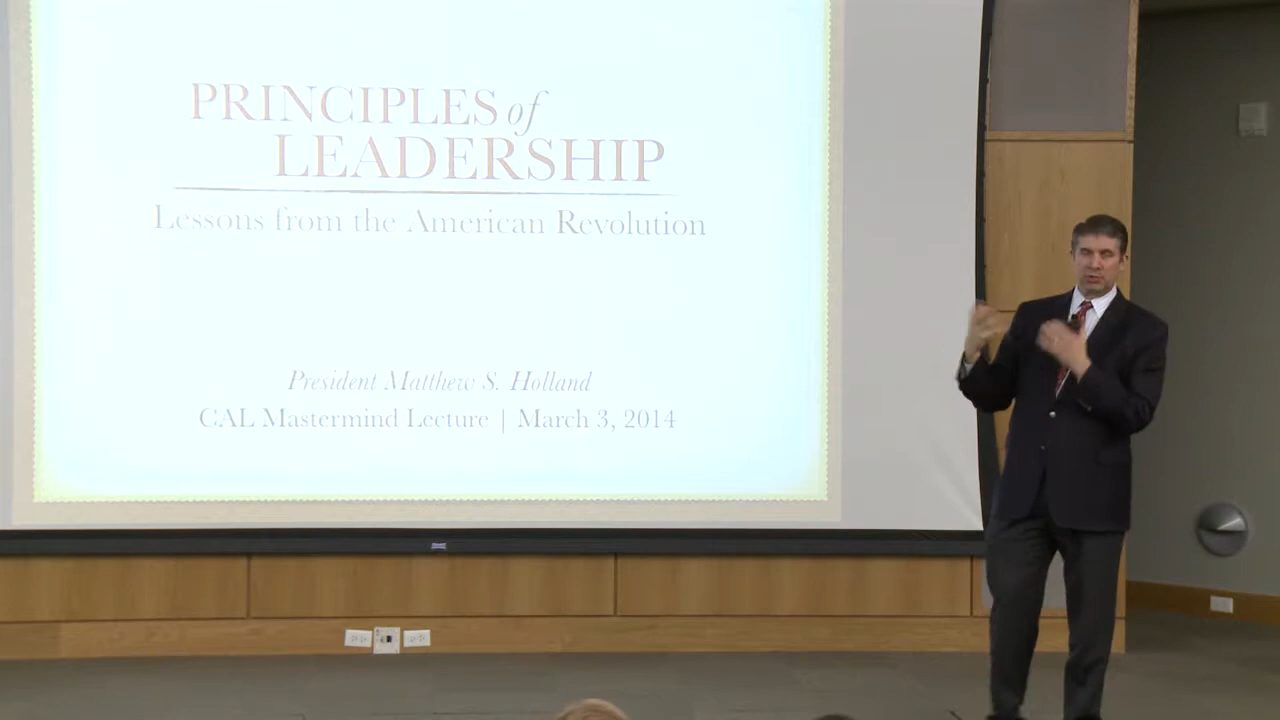 PRINCIPLES of
LEADERSHIP
Lessons from the American Revolution
President Matthew S. Holland
CAL Mastermind Lecture | March 3, 2014